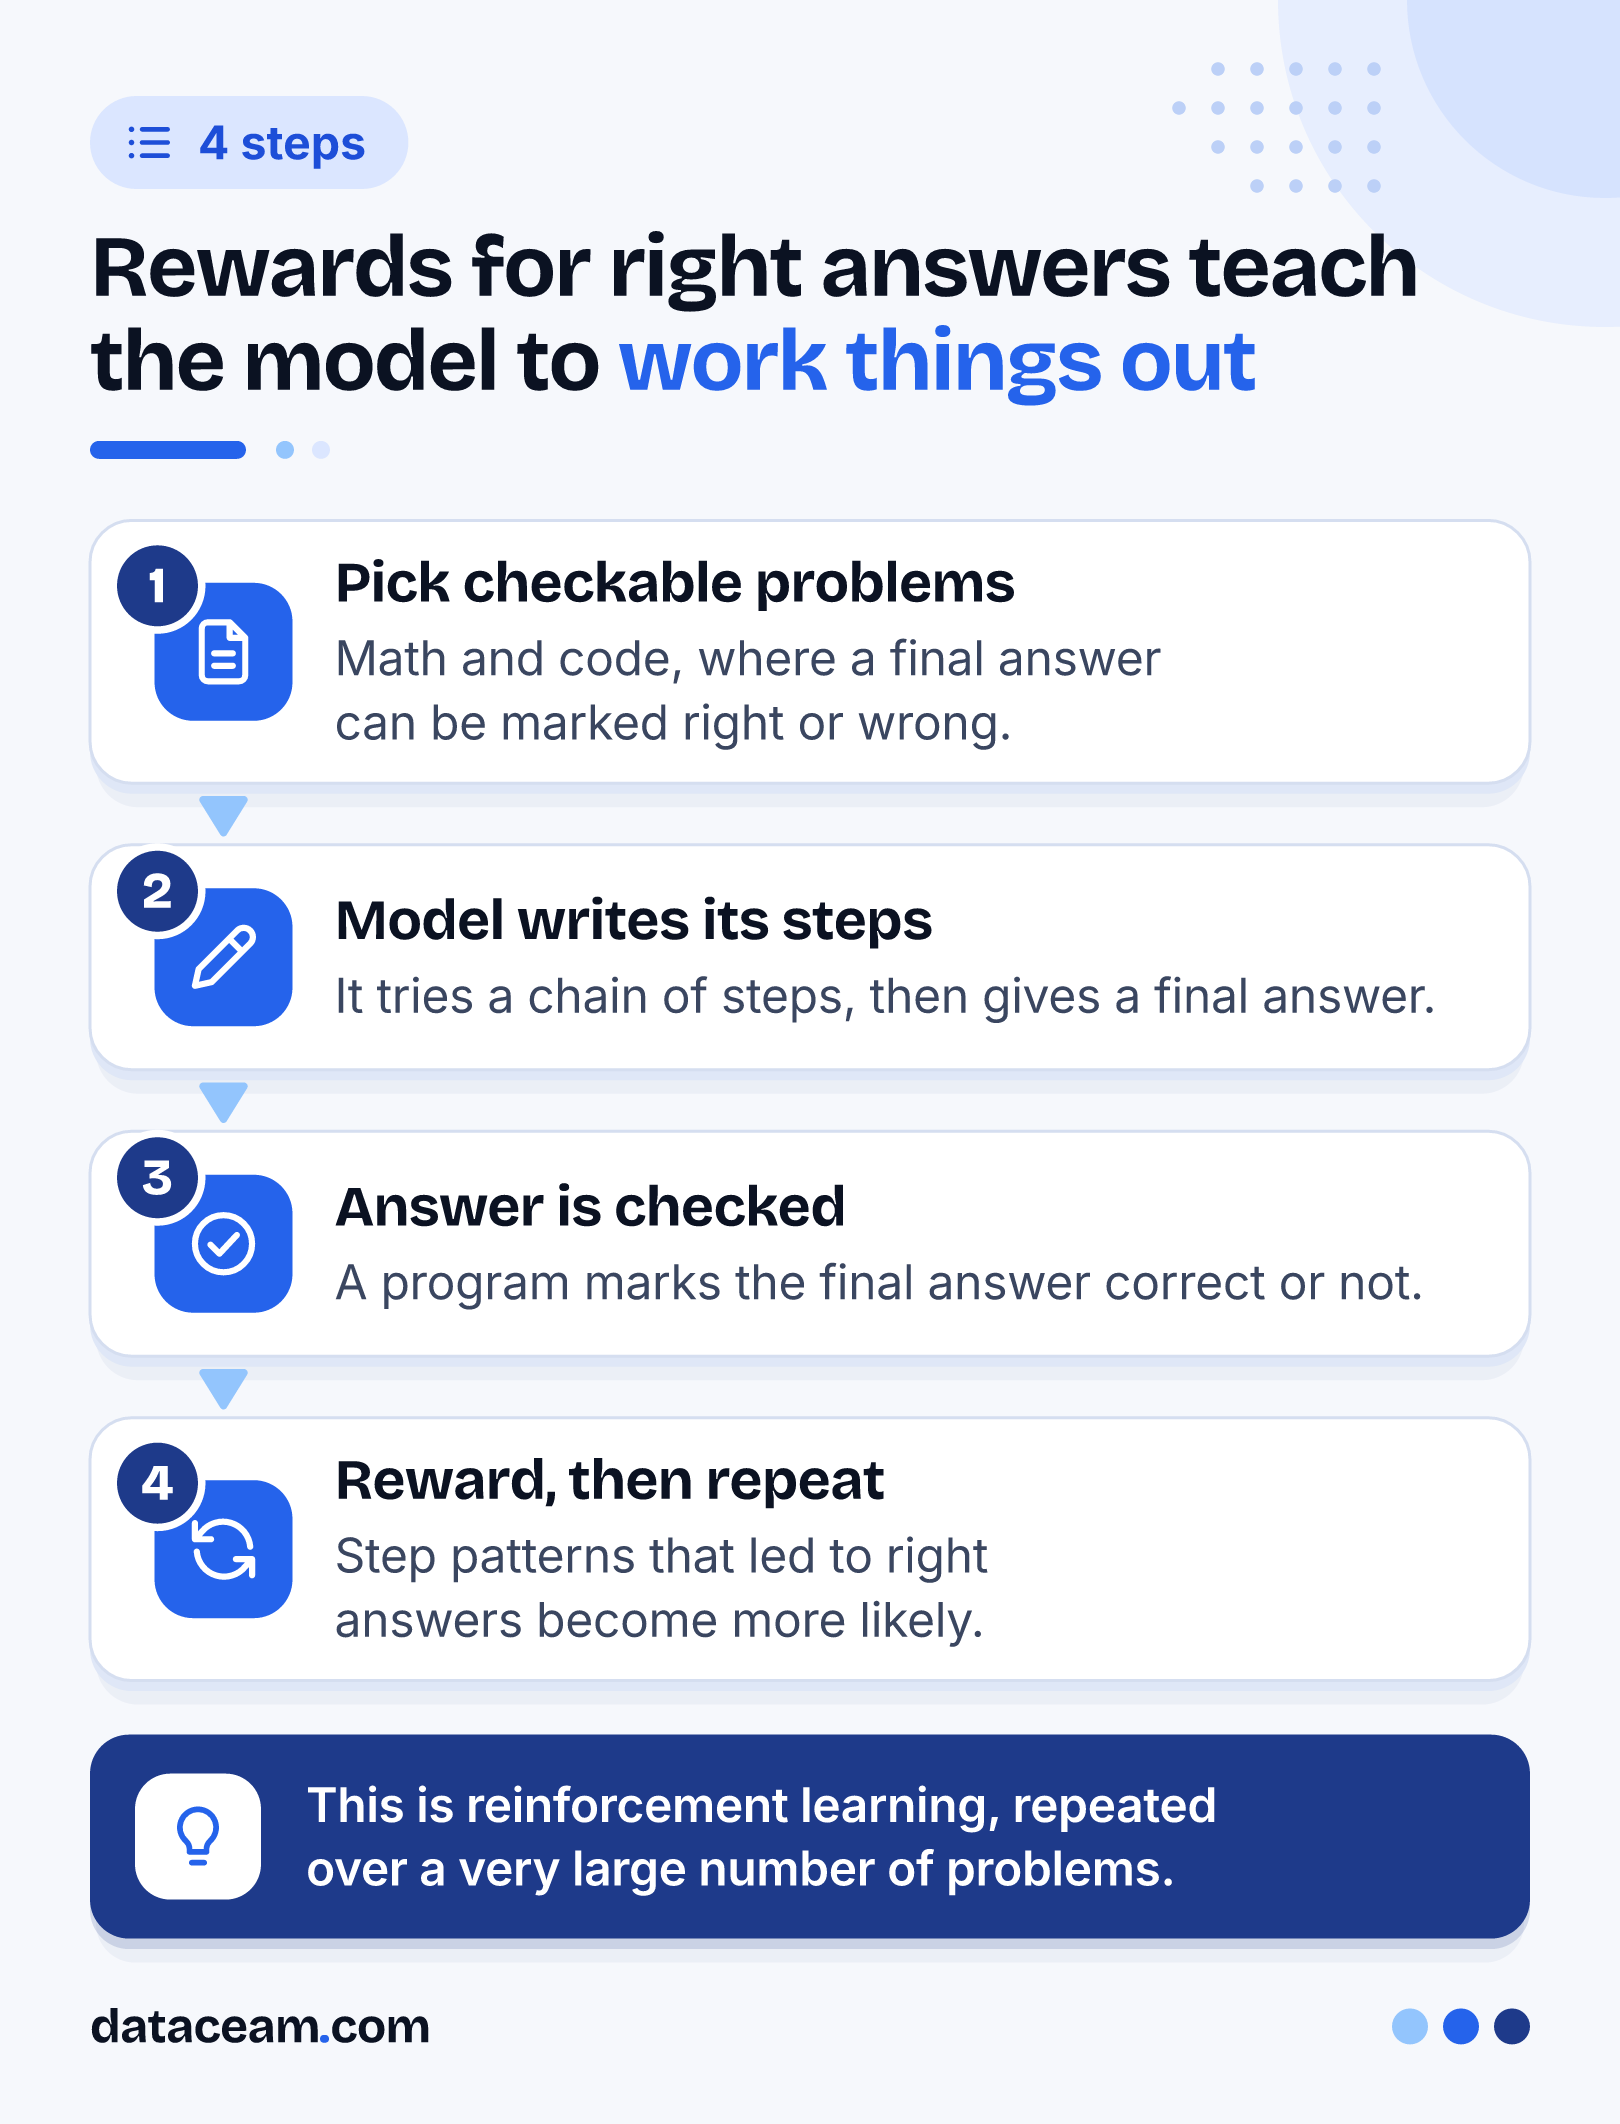 4 steps
Rewards for right answers teach
the model to work things out
1
Pick checkable problems
Math and code, where a final answer
can be marked right or wrong.
2
Model writes its steps
It tries a chain of steps, then gives a final answer.
3
Answer is checked
A program marks the final answer correct or not.
4
Reward, then repeat
Step patterns that led to right
answers become more likely.
This is reinforcement learning, repeated
over a very large number of problems.
dataceam.com